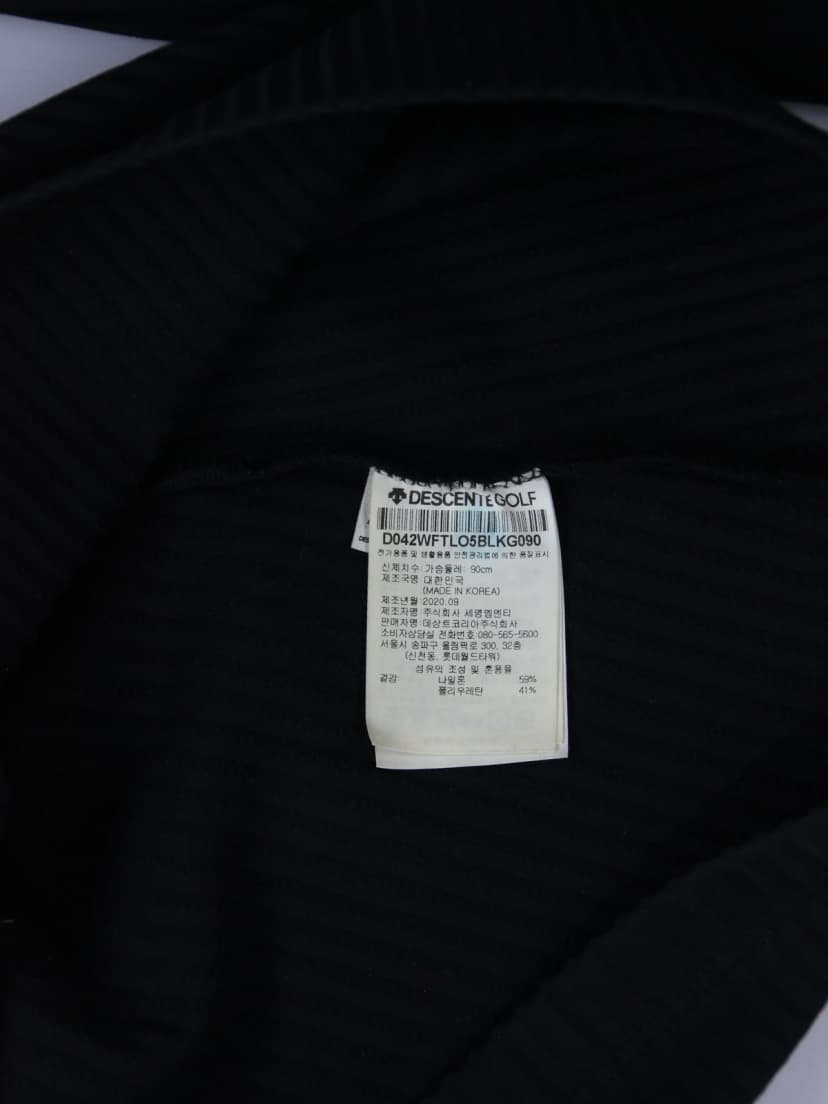 DESCENTE GOLF
D042WFTLO5BLKG090
전기용품 및 생활용품 안전관리법에 의한 품질표시
신체치수: 가슴둘레: 90cm
제조국명: 대한민국
(MADE IN KOREA)
제조년월: 2020.09
제조자명: 주식회사 세명엠엔티
판매자명: 데상트코리아주식회사
소비자상담실 전화번호: 080-565-5600
서울시 송파구 올림픽로 300, 32층
(신천동, 롯데월드타워)
섬유의 조성 및 혼용율
겉감: 나일론 59%
폴리우레탄 41%